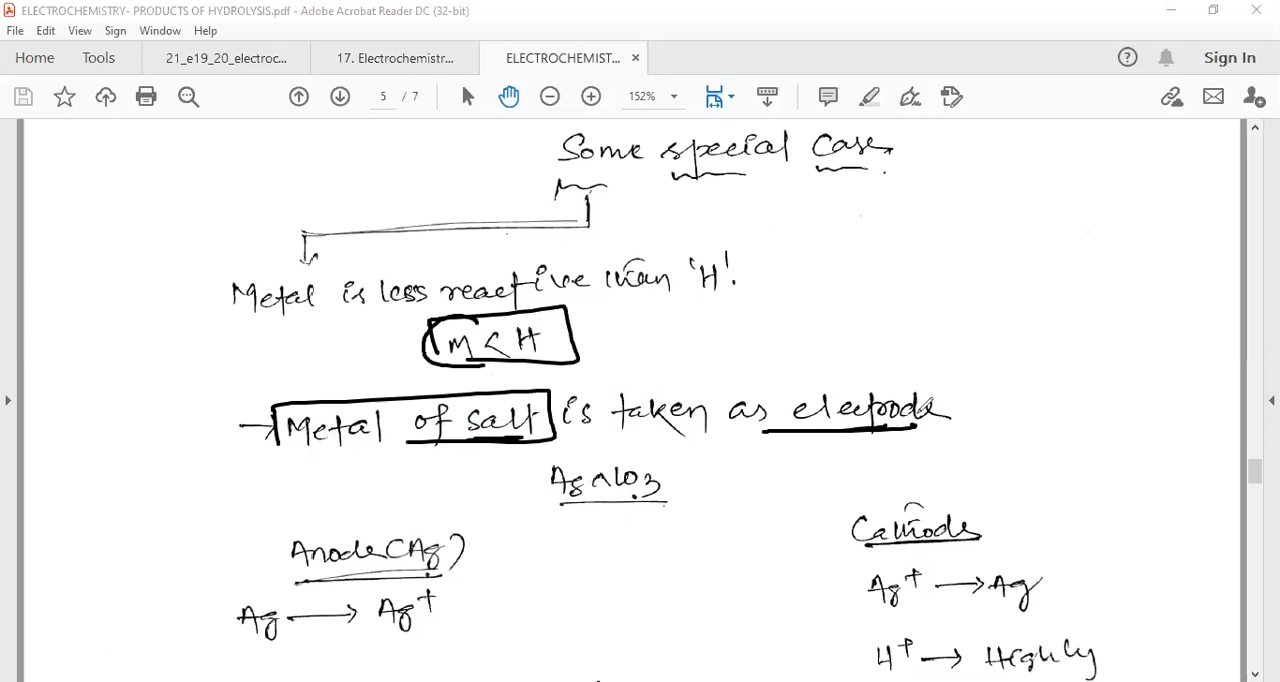 ELECTROCHEMISTRY- PRODUCTS OF HYDROLYSIS.pdf - Adobe Acrobat Reader DC (32-bit)
File Edit View Sign Window Help
Home Tools 21_e19_20_electroc... 17. Electrochemistr... ELECTROCHEMIST... × Sign In
5 / 7 152%
Some special Case
Metal is less reactive than 'H'.
M < H
→ Metal of salt is taken as electrode
AgNO3
Anode (Ag) Cathode
Ag → Ag+ Ag+ → Ag
H+ → Highly